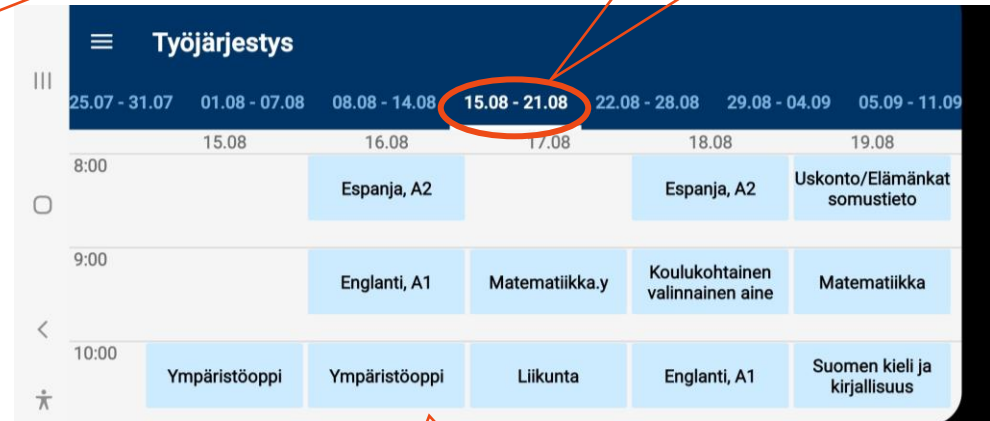 Työjärjestys
25.07 - 31.07 01.08 - 07.08 08.08 - 14.08 15.08 - 21.08 22.08 - 28.08 29.08 - 04.09 05.09 - 11.09
15.08 16.08 17.08 18.08 19.08
8:00
Espanja, A2
Espanja, A2
Uskonto/Elämänkat
somustieto
9:00
Englanti, A1
Matematiikka.y
Koulukohtainen
valinnainen aine
Matematiikka
10:00
Ympäristöoppi
Ympäristöoppi
Liikunta
Englanti, A1
Suomen kieli ja
kirjallisuus